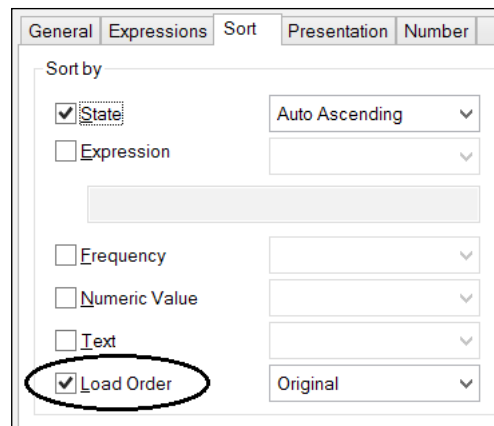 General Expressions Sort Presentation Number
Sort by
State Auto Ascending
Expression
Frequency
Numeric Value
Text
Load Order Original